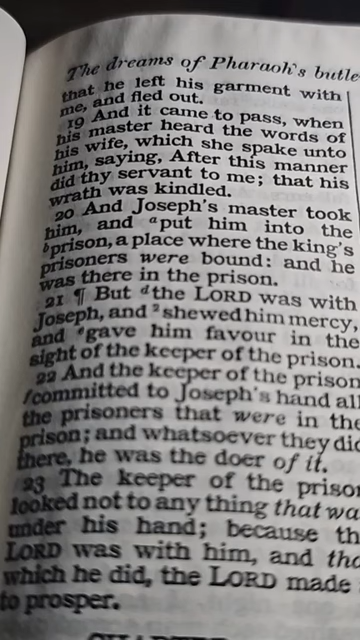 The dreams of Pharaoh's butle
that he left his garment with
me, and fled out.
19 And it came to pass, when
his master heard the words of
his wife, which she spake unto
him, saying, After this manner
did thy servant to me; that his
wrath was kindled.
20 And Joseph's master took
him, and ᵃput him into the
ᵇprison, a place where the king's
prisoners were bound: and he
was there in the prison.
21 ¶ But ᵈthe LORD was with
Joseph, and ²shewed him mercy,
and ᵉgave him favour in the
sight of the keeper of the prison.
22 And the keeper of the prison
ᶠcommitted to Joseph's hand all
the prisoners that were in the
prison; and whatsoever they did
there, he was the doer of it.
23 The keeper of the prison
looked not to any thing that wa
under his hand; because th
LORD was with him, and tha
which he did, the LORD made
to prosper.